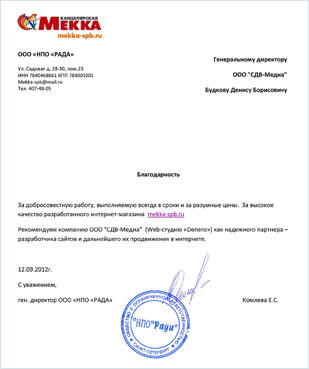 КАНЦЕЛЯРСКАЯ
МЕККА
mekka-spb.ru
ООО «НПО «РАДА»
Ул. Садовая д. 28-30, пом.23
ИНН 7840468661 КПП 784001001
Mekka-spb@mail.ru
Тел. 407-48-05
Генеральному директору
ООО "СДВ-Медиа"
Будкову Денису Борисовичу
Благодарность
За добросовестную работу, выполняемую всегда в сроки и за разумные цены. За высокое
качество разработанного интернет-магазина mekka-spb.ru
Рекомендуем компанию ООО "СДВ-Медиа" (Web-студию «Denero») как надежного партнера –
разработчика сайтов и дальнейшего их продвижения в интернете.
12.09.2012г.
С уважением,
ген. директор ООО «НПО «РАДА»
Комлева Е.С.
НПО "Рада"
САНКТ-ПЕТЕРБУРГ